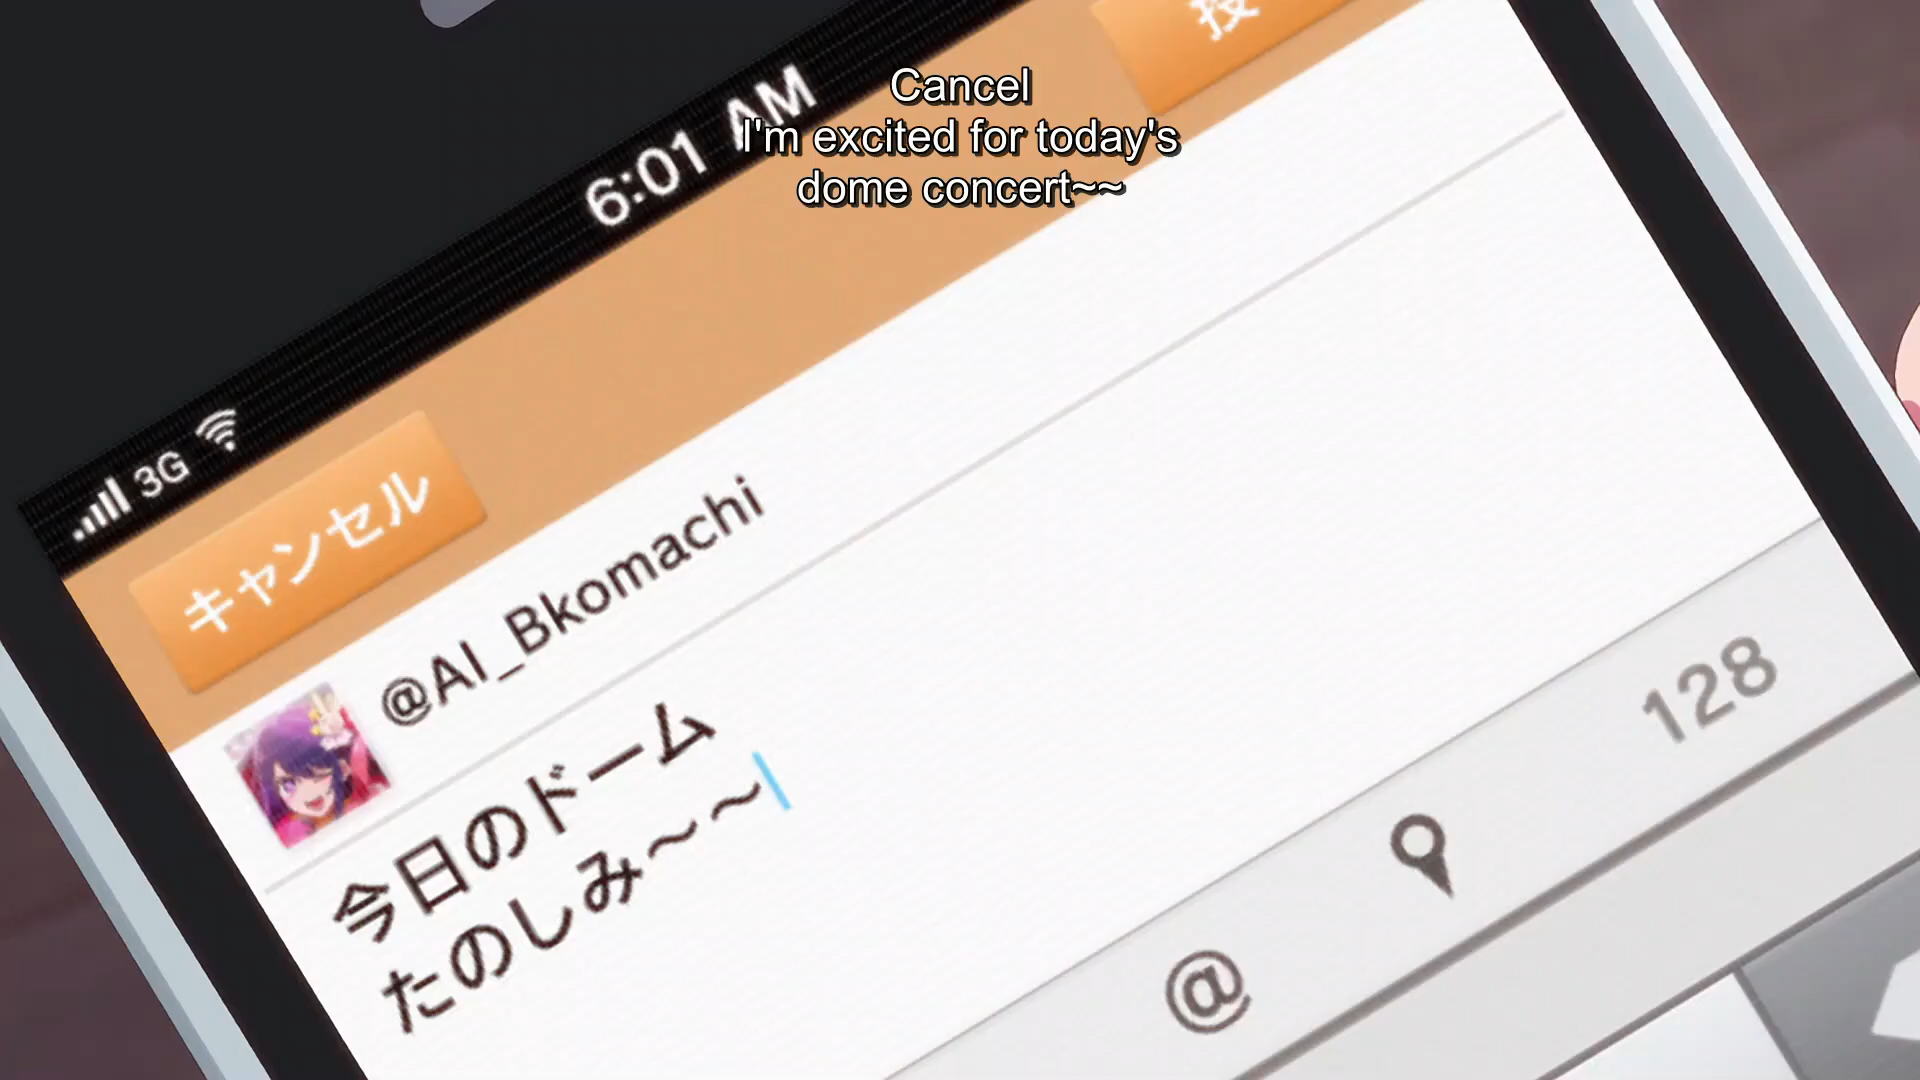 Cancel
I'm excited for today's
dome concert~~
6:01 AM
3G
キャンセル
投
@AI_Bkomachi
今日のドーム
たのしみ～～
128
@